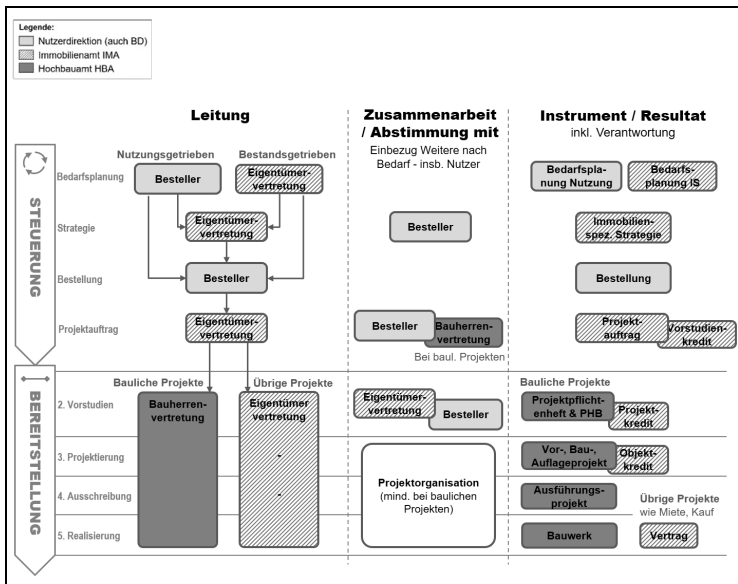 Legende:
Nutzerdirektion (auch BD)
Immobilienamt IMA
Hochbauamt HBA
Leitung
Zusammenarbeit
/ Abstimmung mit
Einbezug Weitere nach
Bedarf - insb. Nutzer
Instrument / Resultat
inkl. Verantwortung
STEUERUNG
Nutzungsgetrieben
Bestandsgetrieben
Bedarfsplanung
Besteller
Eigentümer-
vertretung
Bedarfspla-
nung Nutzung
Bedarfs-
planung IS
Strategie
Eigentümer-
vertretung
Besteller
Immobilien-
spez. Strategie
Bestellung
Besteller
Bestellung
Projektauftrag
Eigentümer-
vertretung
Besteller
Bauherren-
vertretung
Bei baul. Projekten
Projekt-
auftrag
Vorstudien-
kredit
BEREITSTELLUNG
Bauliche Projekte
Übrige Projekte
Bauliche Projekte
2. Vorstudien
Bauherren-
vertretung
Eigentümer
vertretung
Eigentümer-
vertretung
Besteller
Projektpflicht-
enheft & PHB
Projekt-
kredit
3. Projektierung
-
Vor-, Bau-,
Auflageprojekt
Objekt-
kredit
Projektorganisation
(mind. bei baulichen
Projekten)
4. Ausschreibung
-
Ausführungs-
projekt
Übrige Projekte
wie Miete, Kauf
5. Realisierung
Bauwerk
Vertrag